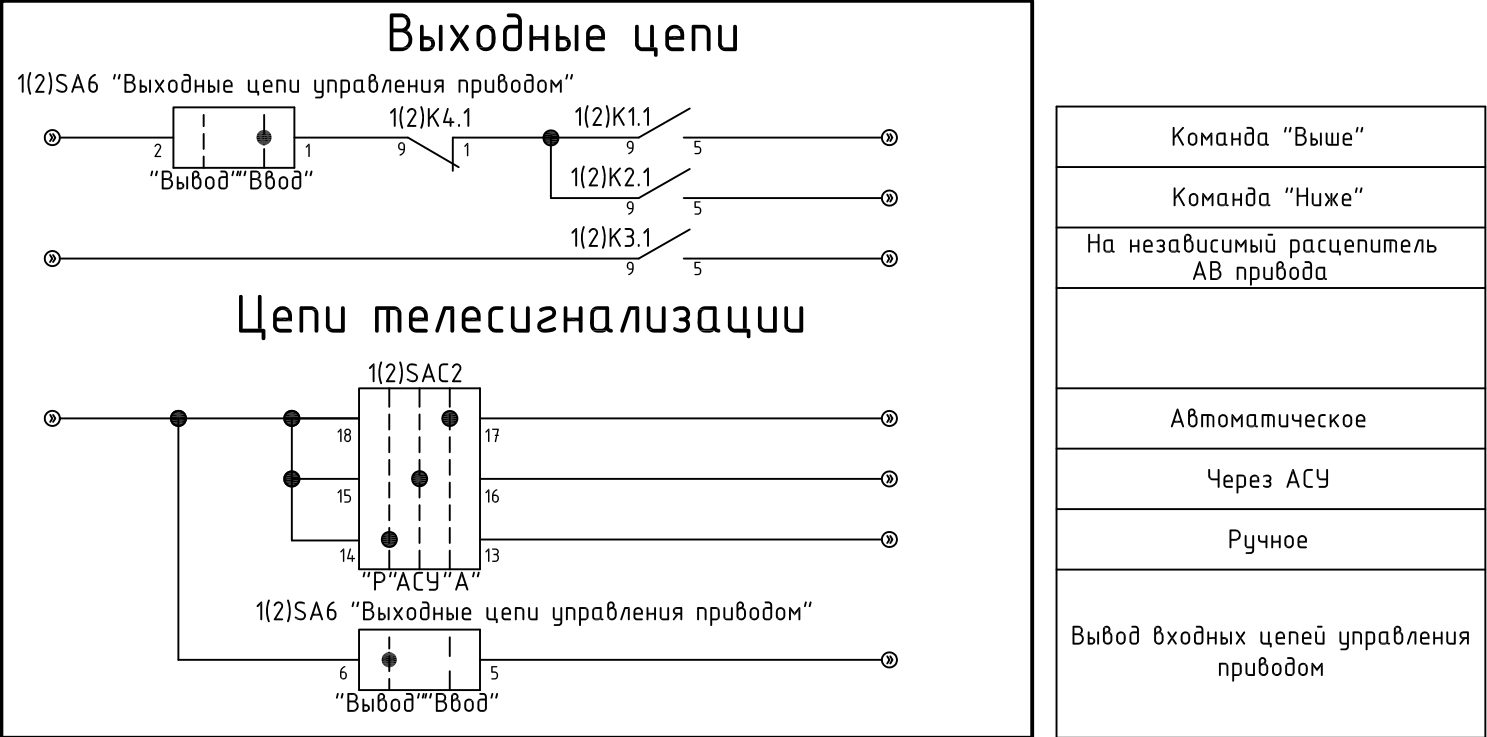 Выходные цепи
1(2)SA6 "Выходные цепи управления приводом"
1(2)K4.1
1(2)K1.1
Команда "Выше"
2
1
9
1
9
5
"Вывод"
"Ввод"
1(2)K2.1
Команда "Ниже"
9
5
1(2)K3.1
На независимый расцепитель
АВ привода
9
5
Цепи телесигнализации
1(2)SAC2
Автоматическое
18
17
Через АСУ
15
16
Ручное
14
13
"Р"
АСУ
"А"
1(2)SA6 "Выходные цепи управления приводом"
Вывод входных цепей управления
приводом
6
5
"Вывод"
"Ввод"